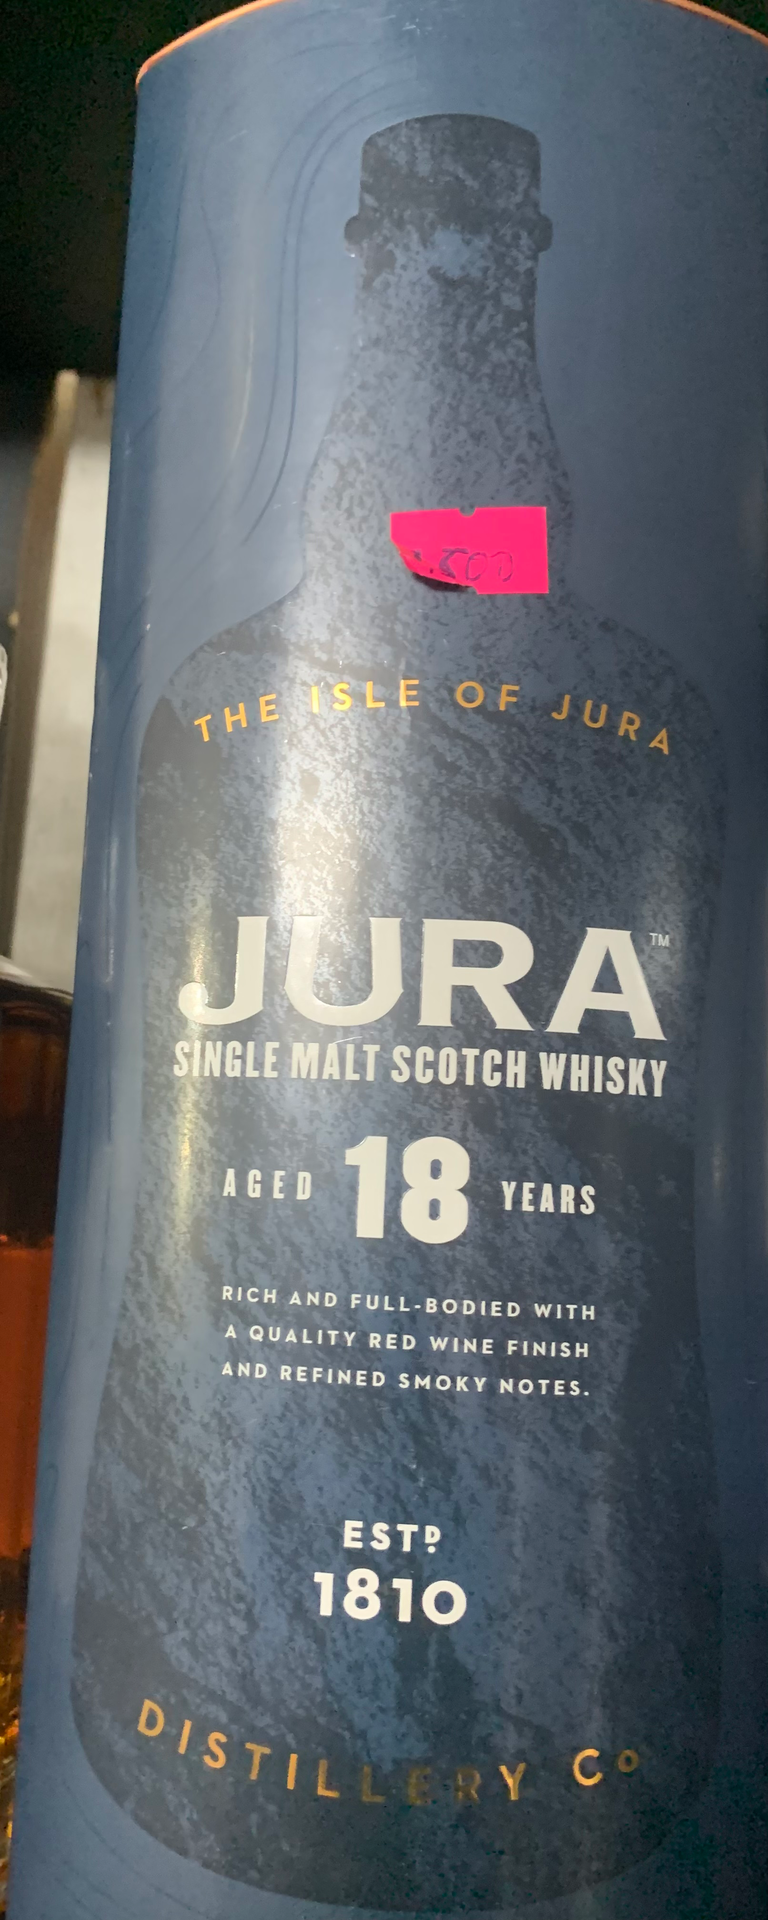 THE ISLE OF JURA
JURA™
SINGLE MALT SCOTCH WHISKY
AGED 18 YEARS
RICH AND FULL-BODIED WITH
A QUALITY RED WINE FINISH
AND REFINED SMOKY NOTES.
ESTD
1810
DISTILLERY Co